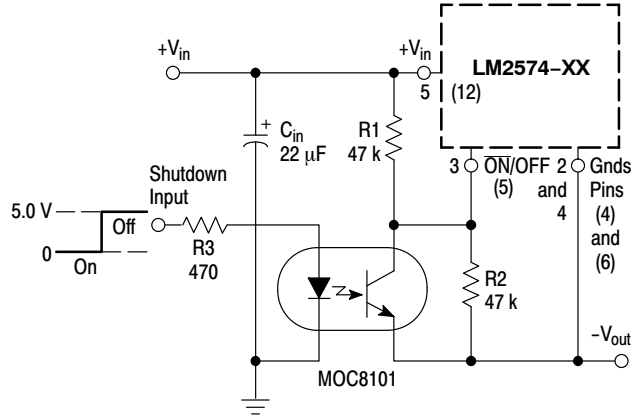 +Vin
+Vin
LM2574–XX
5
(12)
+
Cin
22 μF
R1
47 k
3
ON/OFF
(5)
2
and
4
Gnds
Pins
(4)
and
(6)
Shutdown
Input
5.0 V
Off
0
On
R3
470
R2
47 k
–Vout
MOC8101